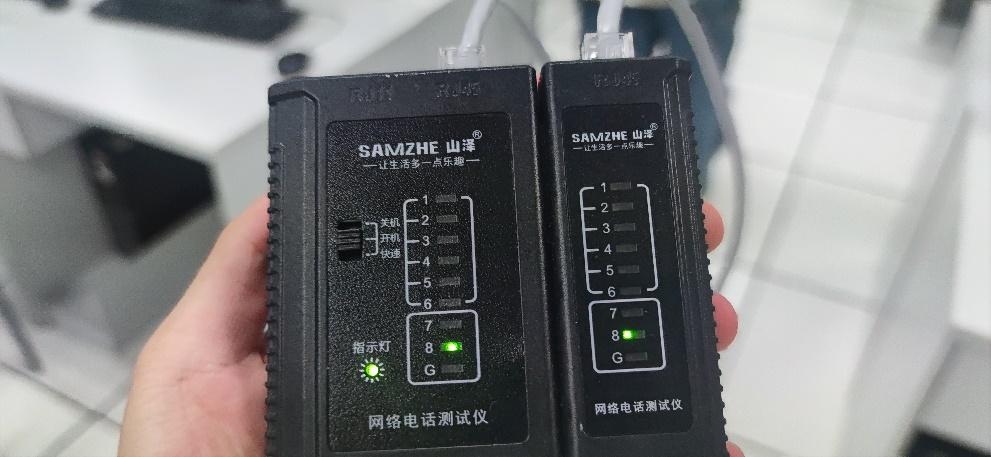 RJ11 RJ45
SAMZHE 山泽®
让生活多一点乐趣
关机
开机
快速
1
2
3
4
5
6
7
8
G
指示灯
网络电话测试仪
RJ45
SAMZHE 山泽®
让生活多一点乐趣
1
2
3
4
5
6
7
8
G
网络电话测试仪